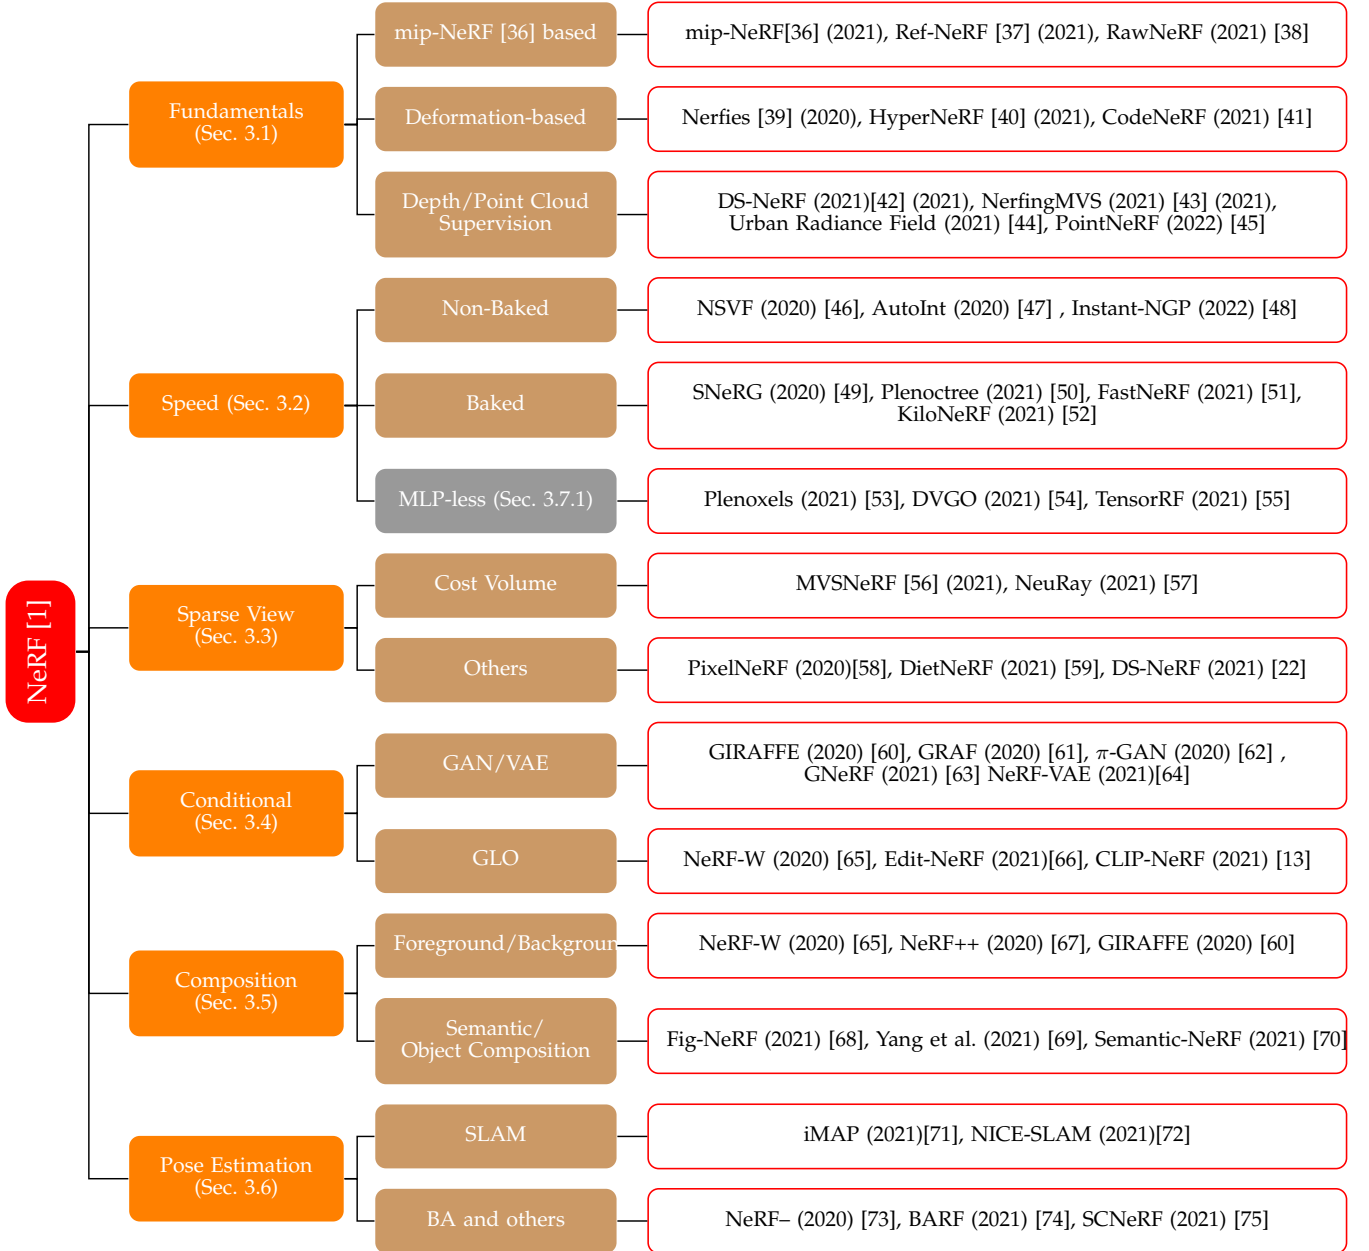 NeRF [1]
Fundamentals
(Sec. 3.1)
mip-NeRF [36] based
mip-NeRF[36] (2021), Ref-NeRF [37] (2021), RawNeRF (2021) [38]
Deformation-based
Nerfies [39] (2020), HyperNeRF [40] (2021), CodeNeRF (2021) [41]
Depth/Point Cloud
Supervision
DS-NeRF (2021)[42] (2021), NerfingMVS (2021) [43] (2021),
Urban Radiance Field (2021) [44], PointNeRF (2022) [45]
Speed (Sec. 3.2)
Non-Baked
NSVF (2020) [46], AutoInt (2020) [47] , Instant-NGP (2022) [48]
Baked
SNeRG (2020) [49], Plenoctree (2021) [50], FastNeRF (2021) [51],
KiloNeRF (2021) [52]
MLP-less (Sec. 3.7.1)
Plenoxels (2021) [53], DVGO (2021) [54], TensorRF (2021) [55]
Sparse View
(Sec. 3.3)
Cost Volume
MVSNeRF [56] (2021), NeuRay (2021) [57]
Others
PixelNeRF (2020)[58], DietNeRF (2021) [59], DS-NeRF (2021) [22]
Conditional
(Sec. 3.4)
GAN/VAE
GIRAFFE (2020) [60], GRAF (2020) [61], π-GAN (2020) [62] ,
GNeRF (2021) [63] NeRF-VAE (2021)[64]
GLO
NeRF-W (2020) [65], Edit-NeRF (2021)[66], CLIP-NeRF (2021) [13]
Composition
(Sec. 3.5)
Foreground/Backgroun
NeRF-W (2020) [65], NeRF++ (2020) [67], GIRAFFE (2020) [60]
Semantic/
Object Composition
Fig-NeRF (2021) [68], Yang et al. (2021) [69], Semantic-NeRF (2021) [70]
Pose Estimation
(Sec. 3.6)
SLAM
iMAP (2021)[71], NICE-SLAM (2021)[72]
BA and others
NeRF– (2020) [73], BARF (2021) [74], SCNeRF (2021) [75]